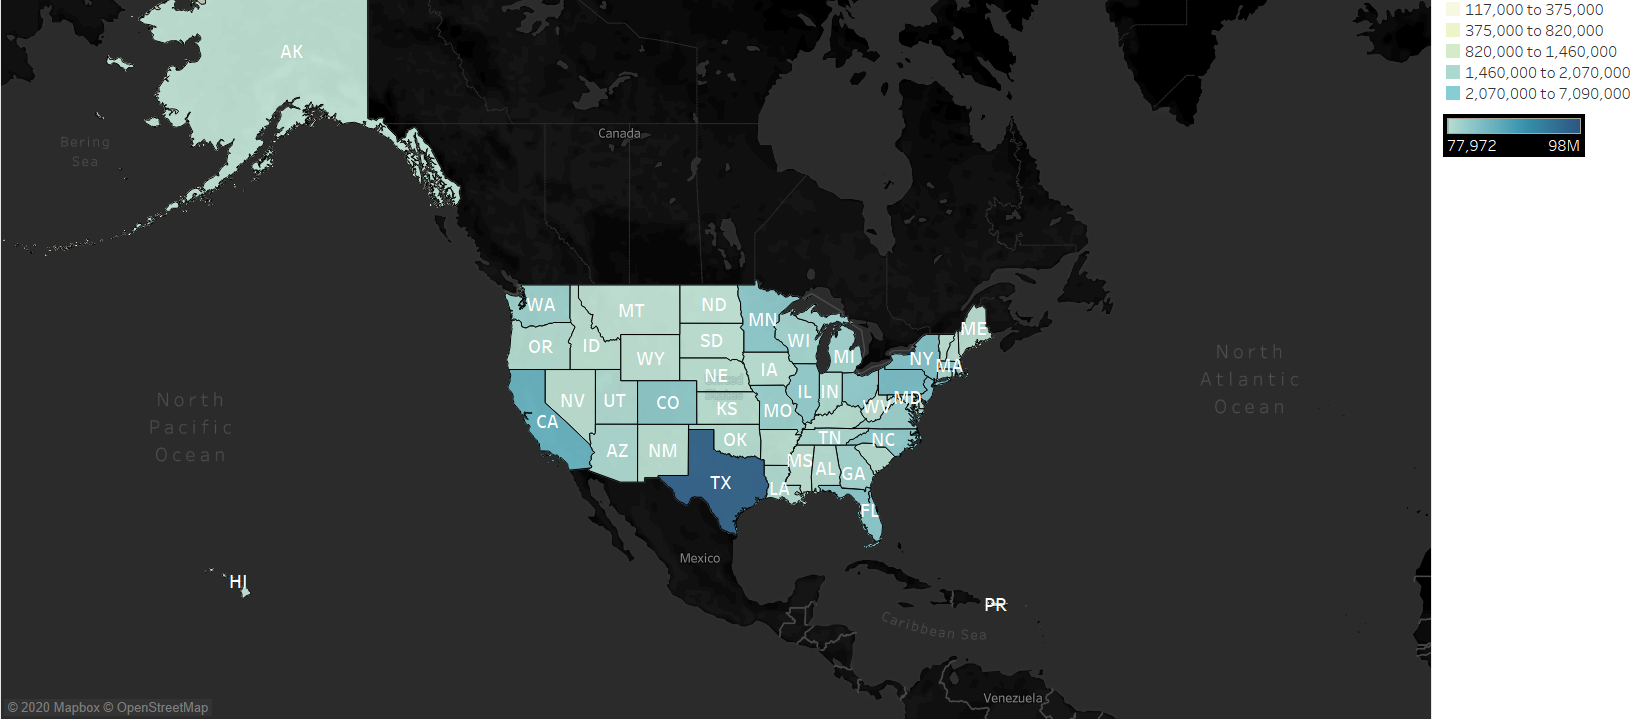 117,000 to 375,000
375,000 to 820,000
820,000 to 1,460,000
1,460,000 to 2,070,000
2,070,000 to 7,090,000
77,972 98M
AK
Canada
Bering
Sea
WA
MT
ND
MN
ME
OR
ID
SD
WI
WY
MI
NY
MA
NE
IA
NV
UT
CO
KS
MO
IL
IN
WV
MD
CA
AZ
NM
OK
TN
NC
MS
AL
GA
TX
LA
FL
North
Pacific
Ocean
North
Atlantic
Ocean
Mexico
HI
PR
Caribbean Sea
Venezuela
© 2020 Mapbox © OpenStreetMap